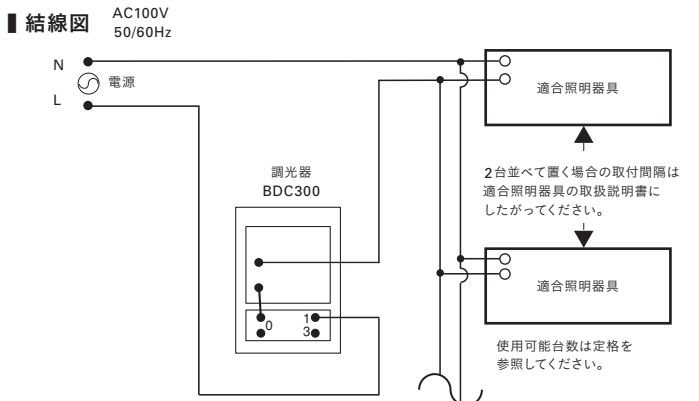 結線図
AC100V
50/60Hz
N
電源
L
適合照明器具
調光器
BDC300
2台並べて置く場合の取付間隔は
適合照明器具の取扱説明書に
したがってください。
適合照明器具
0
1
3
使用可能台数は定格を
参照してください。